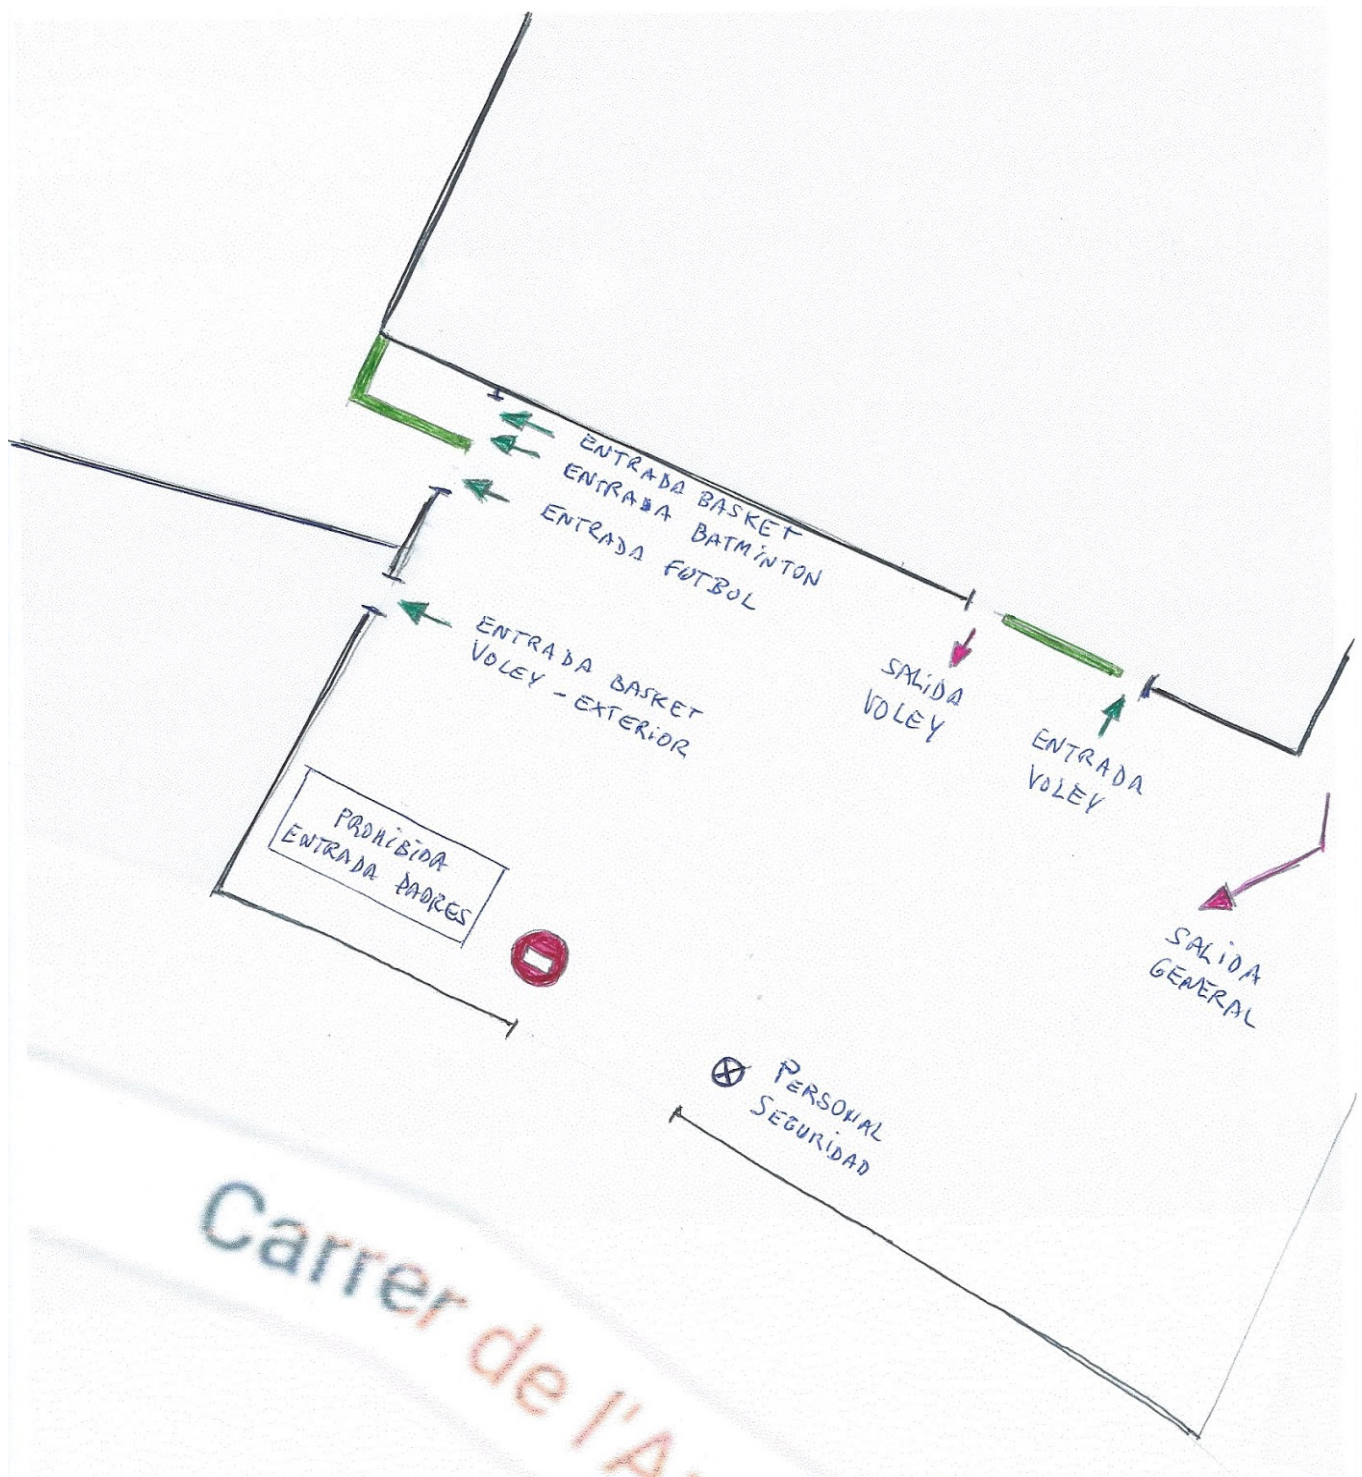 ENTRADA BASKET
ENTRADA BATMINTON
ENTRADA FUTBOL
ENTRADA BASKET
VOLEY - EXTERIOR
SALIDA
VOLEY
ENTRADA
VOLEY
PROHIBIDA
ENTRADA PADRES
SALIDA
GENERAL
PERSONAL
SEGURIDAD
Carrer de l'A